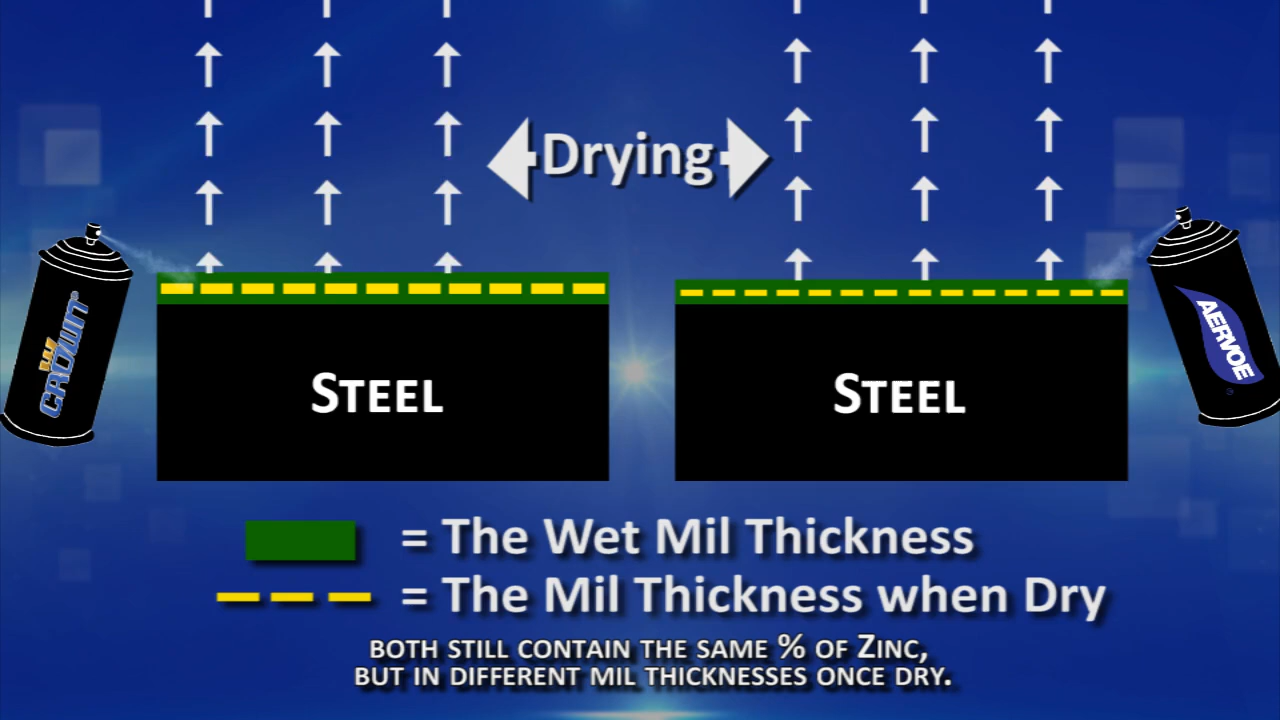 Drying
CROWN®
AERVOE
STEEL
STEEL
= The Wet Mil Thickness
= The Mil Thickness when Dry
BOTH STILL CONTAIN THE SAME % OF ZINC,
BUT IN DIFFERENT MIL THICKNESSES ONCE DRY.